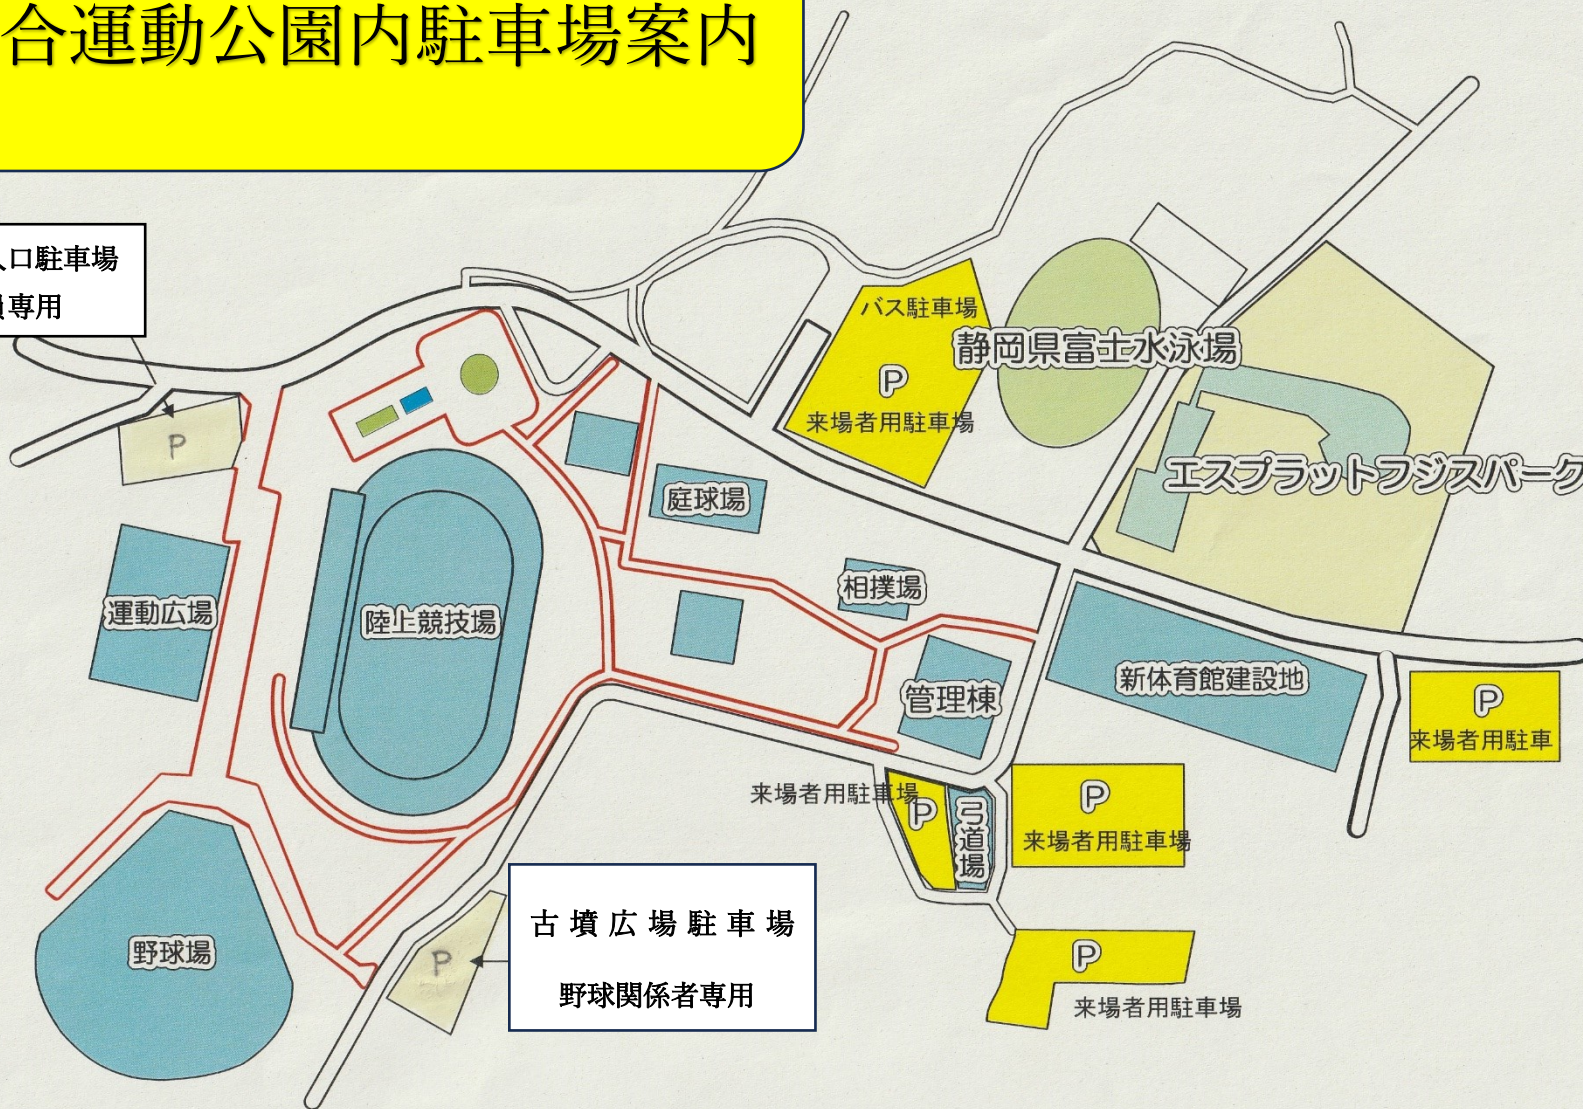 合運動公園内駐車場案内
入口駐車場
員専用
バス駐車場
P
来場者用駐車場
静岡県富士水泳場
エスプラットフジスパーク
P
庭球場
相撲場
運動広場
陸上競技場
管理棟
新体育館建設地
P
来場者用駐車
来場者用駐車場
P
弓道場
P
来場者用駐車場
古墳広場駐車場
野球関係者専用
P
野球場
P
来場者用駐車場